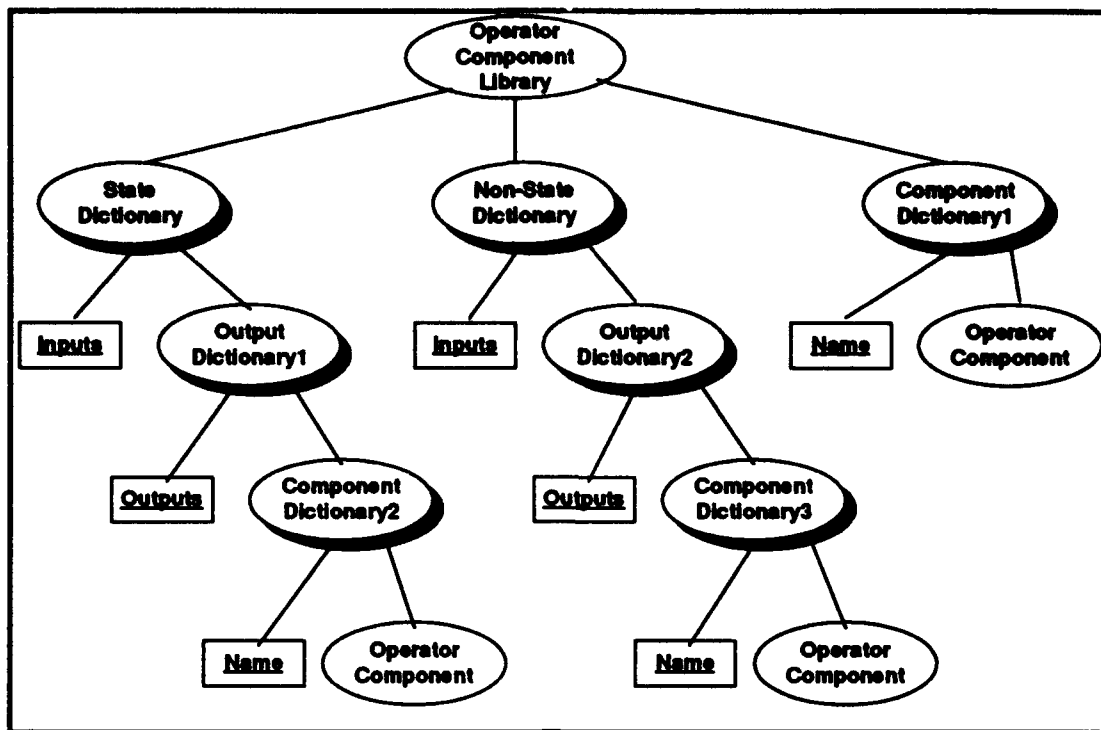 Operator
Component
Library
State
Dictionary
Non-State
Dictionary
Component
Dictionary1
Inputs
Output
Dictionary1
Inputs
Output
Dictionary2
Name
Operator
Component
Outputs
Component
Dictionary2
Outputs
Component
Dictionary3
Name
Operator
Component
Name
Operator
Component